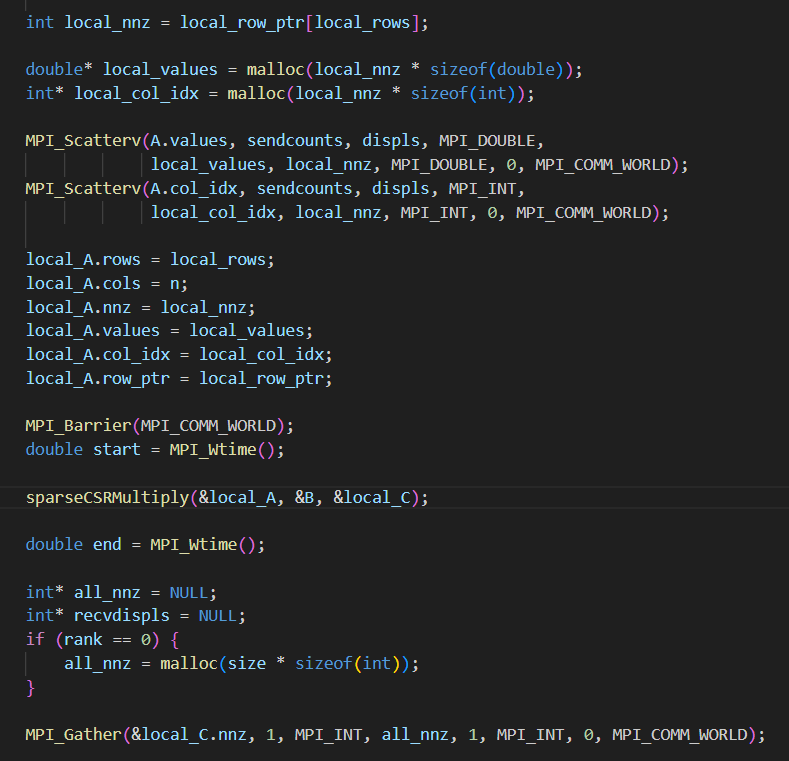 int local_nnz = local_row_ptr[local_rows];
double* local_values = malloc(local_nnz * sizeof(double));
int* local_col_idx = malloc(local_nnz * sizeof(int));
MPI_Scatterv(A.values, sendcounts, displs, MPI_DOUBLE,
local_values, local_nnz, MPI_DOUBLE, 0, MPI_COMM_WORLD);
MPI_Scatterv(A.col_idx, sendcounts, displs, MPI_INT,
local_col_idx, local_nnz, MPI_INT, 0, MPI_COMM_WORLD);
local_A.rows = local_rows;
local_A.cols = n;
local_A.nnz = local_nnz;
local_A.values = local_values;
local_A.col_idx = local_col_idx;
local_A.row_ptr = local_row_ptr;
MPI_Barrier(MPI_COMM_WORLD);
double start = MPI_Wtime();
sparseCSRMultiply(&local_A, &B, &local_C);
double end = MPI_Wtime();
int* all_nnz = NULL;
int* recvdispls = NULL;
if (rank == 0) {
all_nnz = malloc(size * sizeof(int));
}
MPI_Gather(&local_C.nnz, 1, MPI_INT, all_nnz, 1, MPI_INT, 0, MPI_COMM_WORLD);